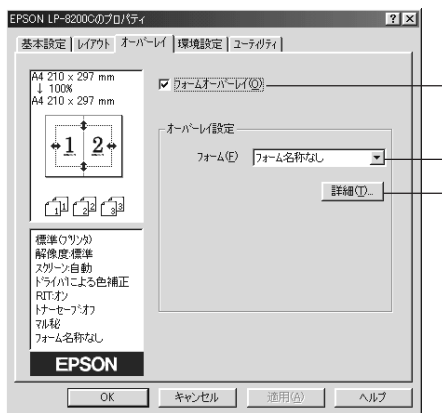 EPSON LP-8200Cのプロパティ
基本設定 レイアウト オーバーレイ 環境設定 ユーティリティ
A4 210 x 297 mm
↓ 100%
A4 210 x 297 mm
1 2
1 1 2 2 3 3
標準(プリンタ)
解像度:標準
スクリーン:自動
ドライバによる色補正
RIT:オン
トナーセーブ:オフ
マル秘
フォーム名称なし
EPSON
フォームオーバーレイ(O)
オーバーレイ設定
フォーム(F) フォーム名称なし
詳細(T)...
OK キャンセル 適用(A) ヘルプ